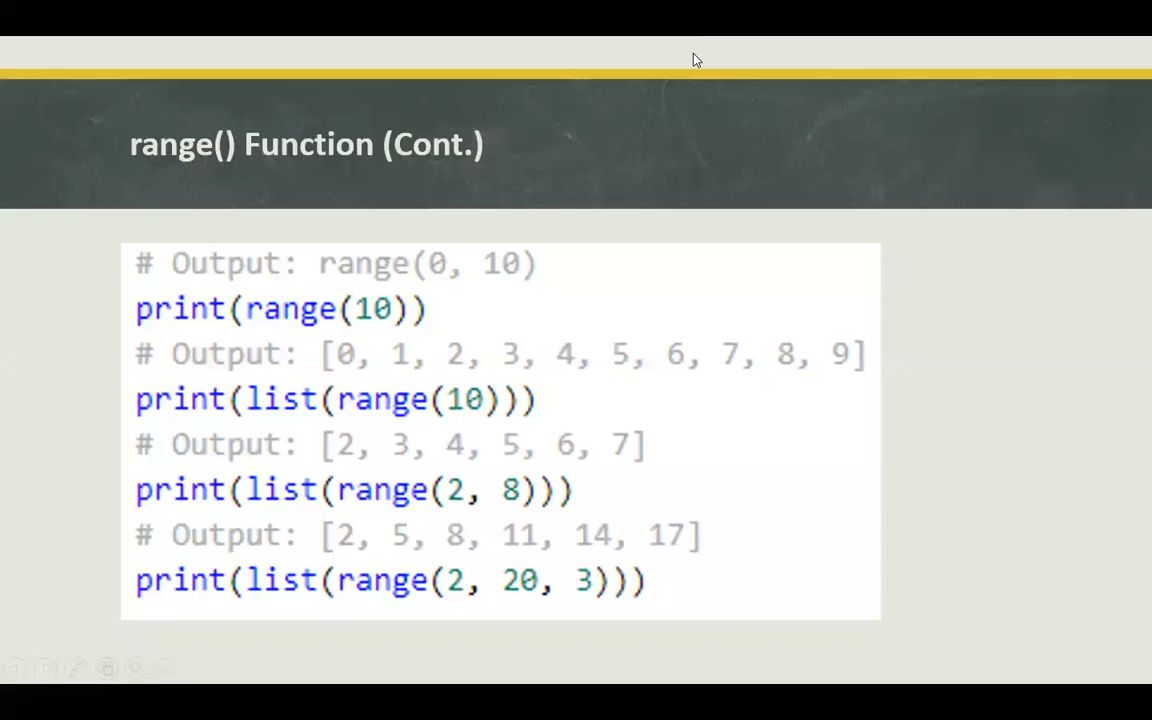 range() Function (Cont.)
# Output: range(0, 10)
print(range(10))
# Output: [0, 1, 2, 3, 4, 5, 6, 7, 8, 9]
print(list(range(10)))
# Output: [2, 3, 4, 5, 6, 7]
print(list(range(2, 8)))
# Output: [2, 5, 8, 11, 14, 17]
print(list(range(2, 20, 3)))